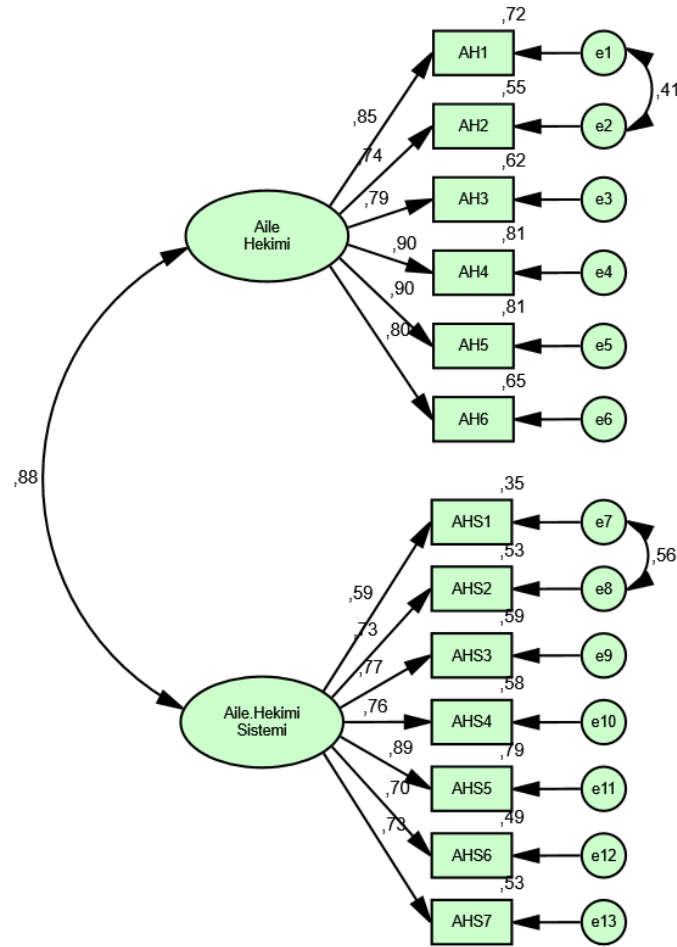 ,72
AH1
e1
,41
,85
,55
AH2
e2
,74
,62
AH3
e3
,79
Aile
Hekimi
,81
AH4
e4
,90
,81
AH5
e5
,90
,65
AH6
e6
,80
,88
,35
AHS1
e7
,56
,59
,53
AHS2
e8
,73
,59
AHS3
e9
,77
Aile.Hekimi
Sistemi
,58
AHS4
e10
,76
,79
AHS5
e11
,89
,49
AHS6
e12
,70
,53
AHS7
e13
,73